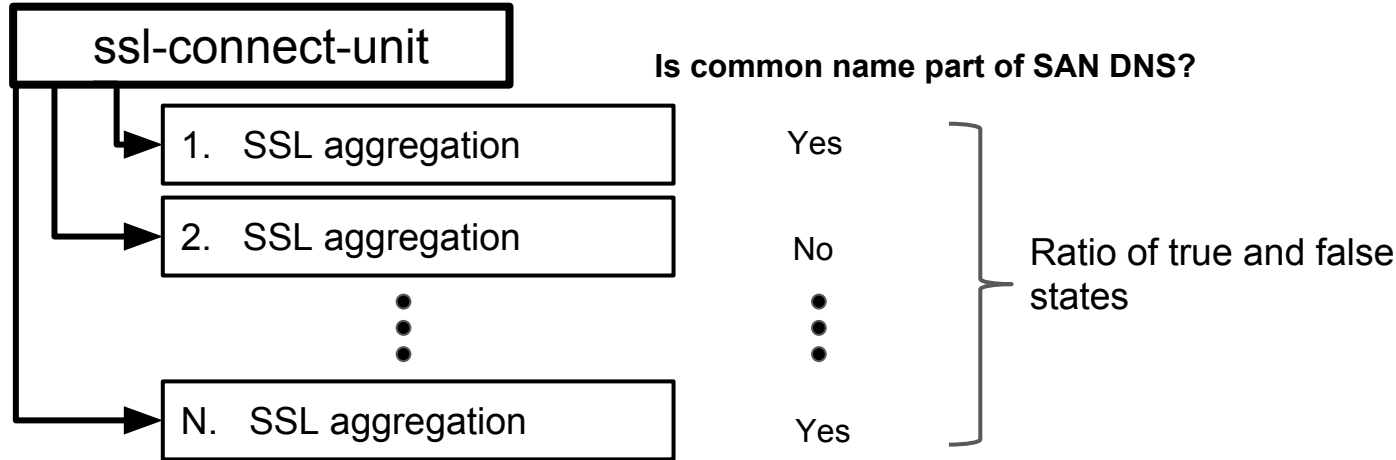 ssl-connect-unit
Is common name part of SAN DNS?
1. SSL aggregation
Yes
2. SSL aggregation
No
Ratio of true and false
states
N. SSL aggregation
Yes